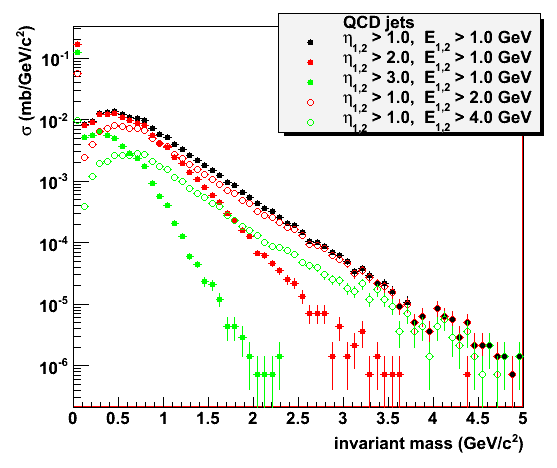 QCD jets
η1,2 > 1.0, E1,2 > 1.0 GeV
η1,2 > 2.0, E1,2 > 1.0 GeV
η1,2 > 3.0, E1,2 > 1.0 GeV
η1,2 > 1.0, E1,2 > 2.0 GeV
η1,2 > 1.0, E1,2 > 4.0 GeV
σ (mb/GeV/c²)
10⁻¹
10⁻²
10⁻³
10⁻⁴
10⁻⁵
10⁻⁶
0 0.5 1 1.5 2 2.5 3 3.5 4 4.5 5
invariant mass (GeV/c²)